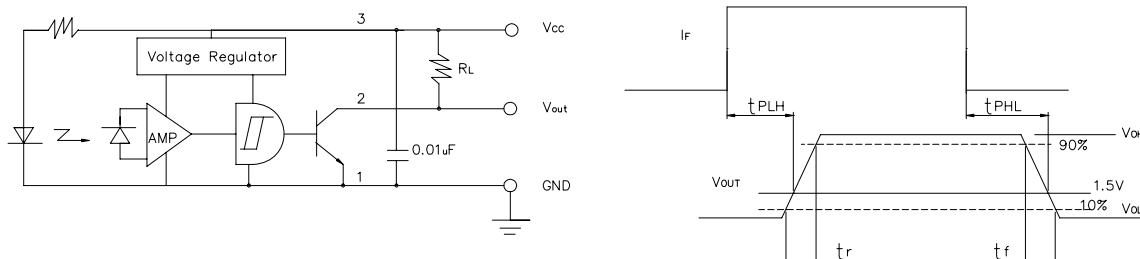 3
Vcc
Voltage Regulator
RL
2
Vout
AMP
0.01uF
1
GND
IF
tPLH
tPHL
VOH
90%
VOUT
1.5V
10%
VOL
tr
tf